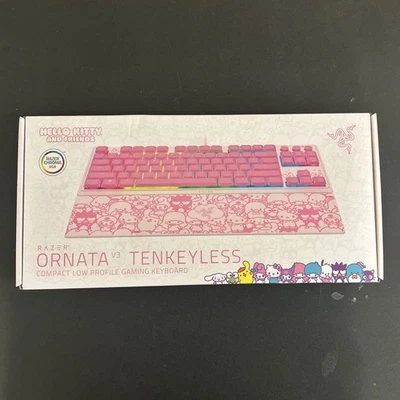 HELLO KITTY
AND FRIENDS
RAZER CHROMA
RGB
RAZER
ORNATA V3 TENKEYLESS
COMPACT LOW PROFILE GAMING KEYBOARD